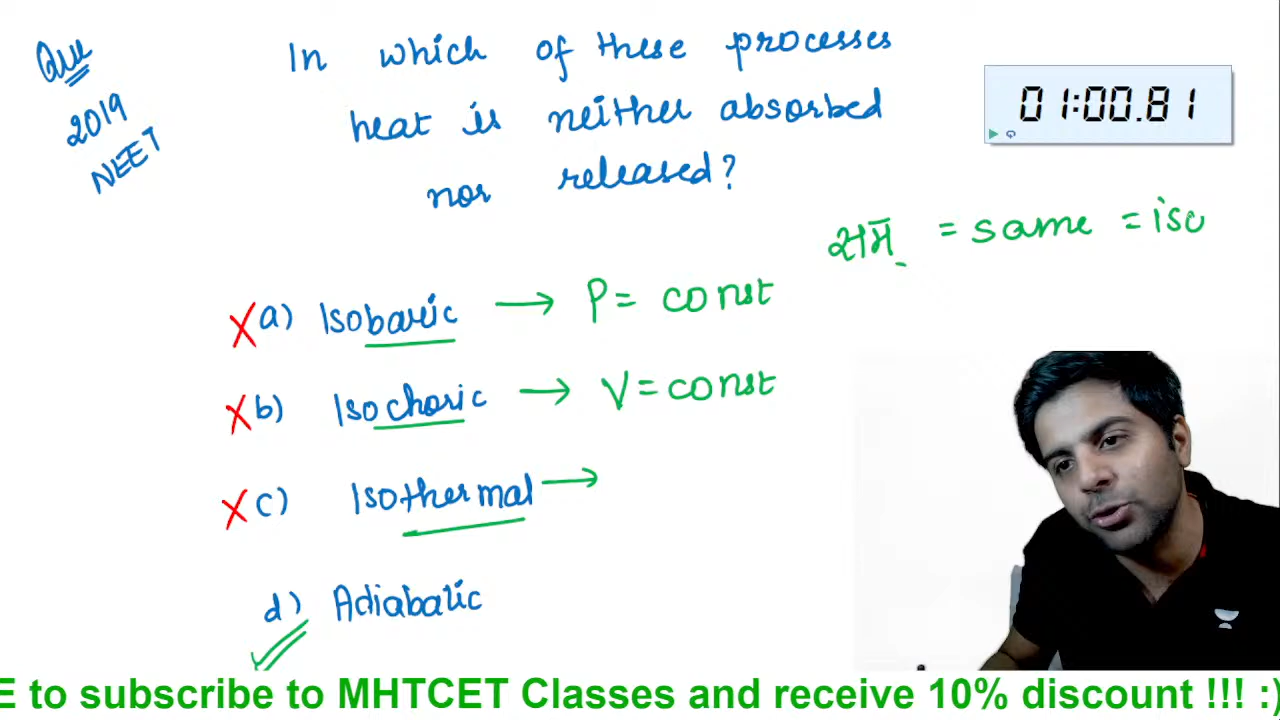 Que
2019
NEET
In which of these processes
heat is neither absorbed
nor released?
01:00.81
सम = same = iso
X a) Isobaric → P = const
X b) Isochoric → V = const
X c) Isothermal →
d) Adiabatic
E to subscribe to MHTCET Classes and receive 10% discount !!! :)